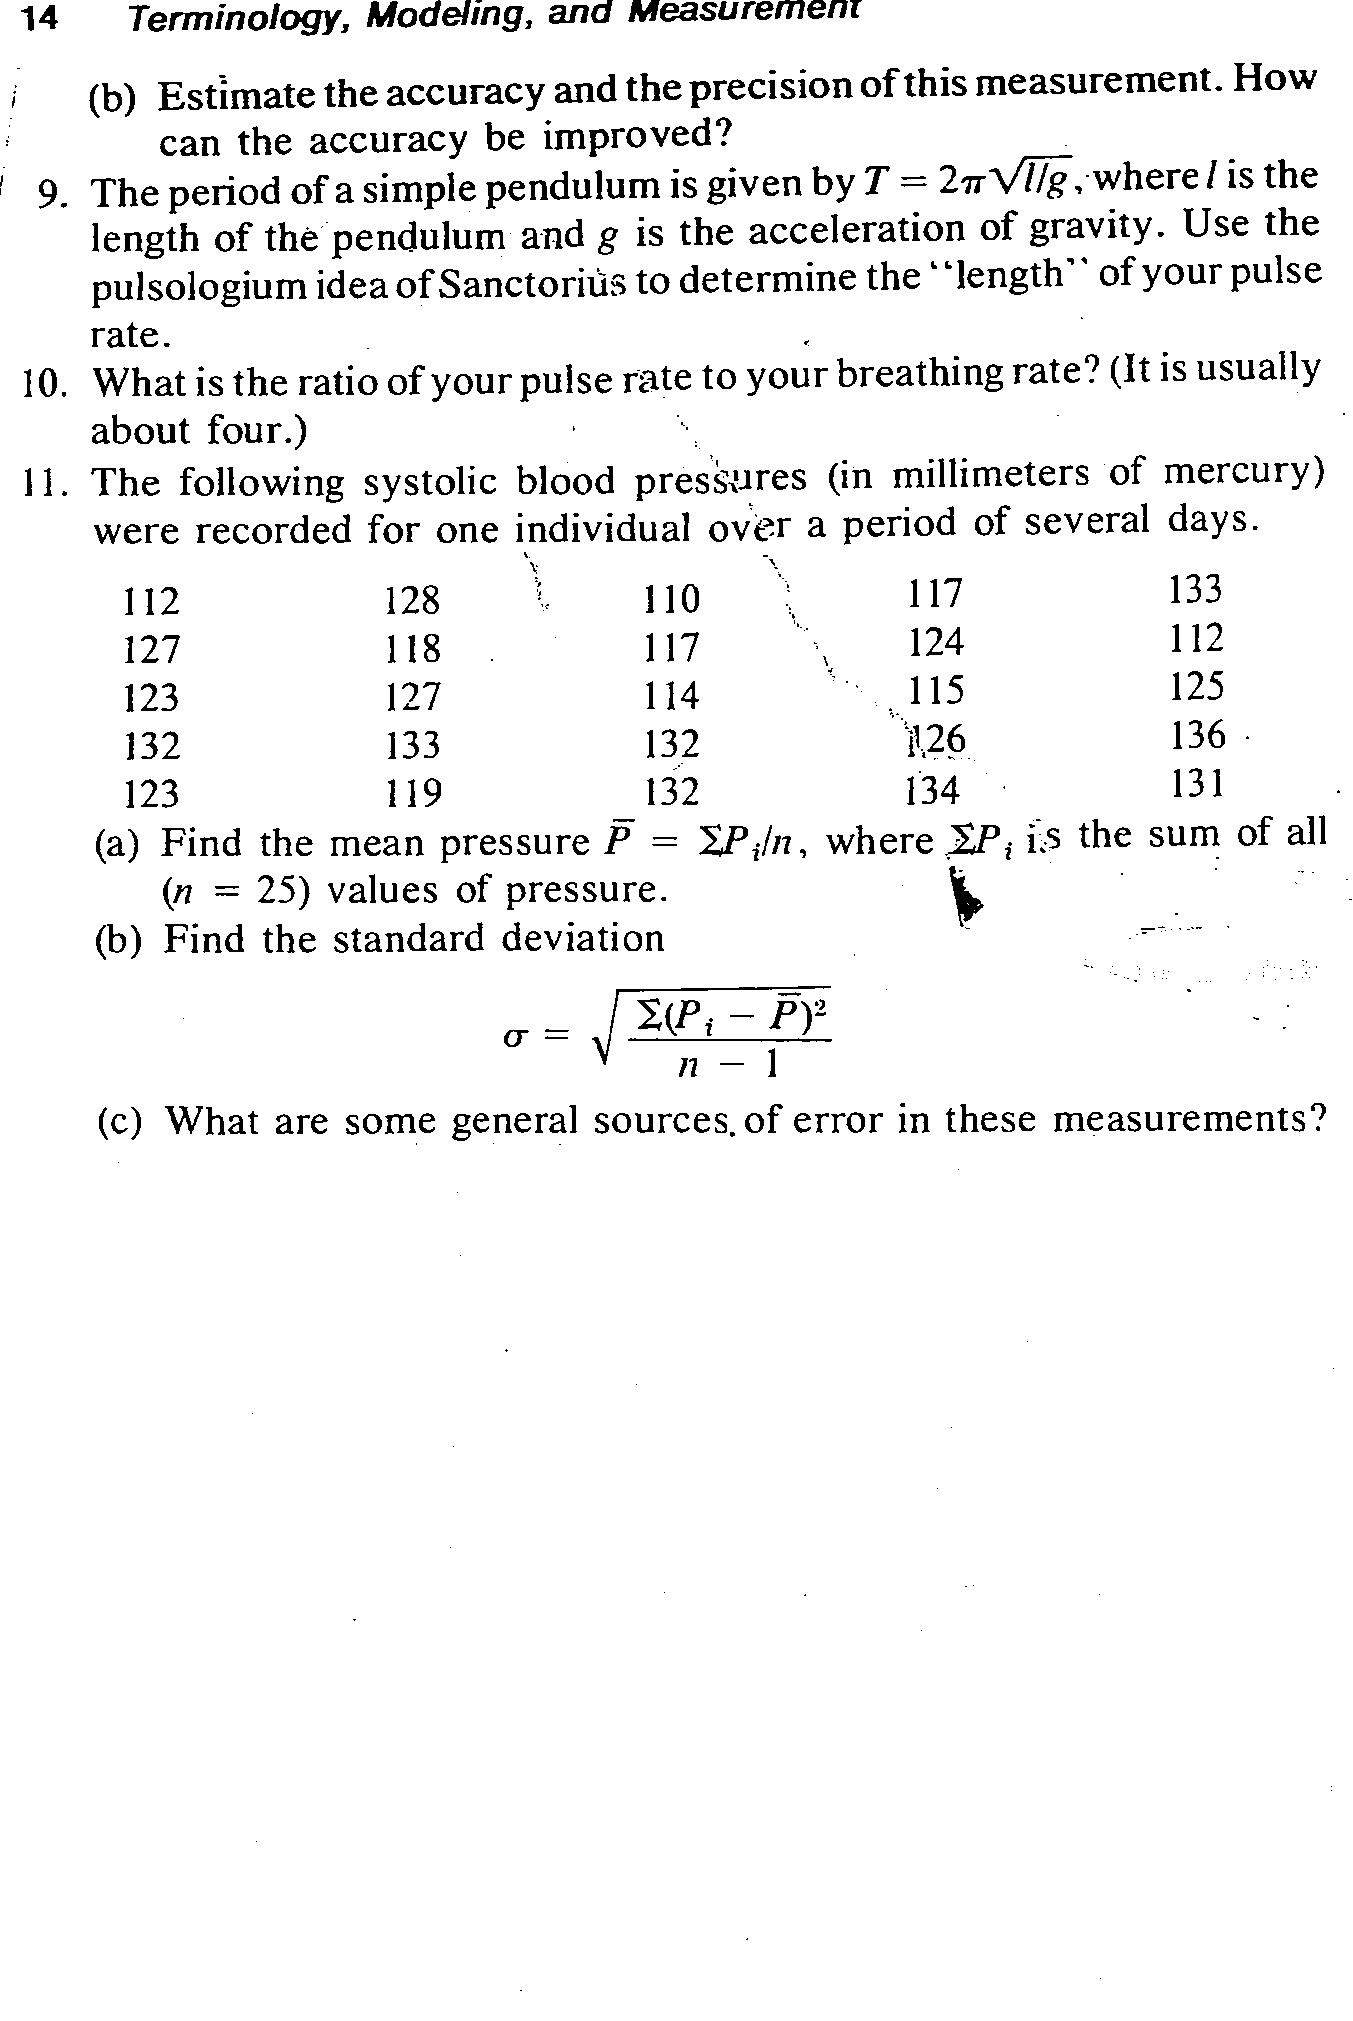 14 Terminology, Modeling, and Measurement
(b) Estimate the accuracy and the precision of this measurement. How
can the accuracy be improved?
9. The period of a simple pendulum is given by T = 2π√l/g, where l is the
length of the pendulum and g is the acceleration of gravity. Use the
pulsologium idea of Sanctorius to determine the "length" of your pulse
rate.
10. What is the ratio of your pulse rate to your breathing rate? (It is usually
about four.)
11. The following systolic blood pressures (in millimeters of mercury)
were recorded for one individual over a period of several days.
112 128 110 117 133
127 118 117 124 112
123 127 114 115 125
132 133 132 126 136
123 119 132 134 131
(a) Find the mean pressure P̅ = ΣPᵢ/n, where ΣPᵢ is the sum of all
(n = 25) values of pressure.
(b) Find the standard deviation
σ = √Σ(Pᵢ − P̅)²
n − 1
(c) What are some general sources of error in these measurements?